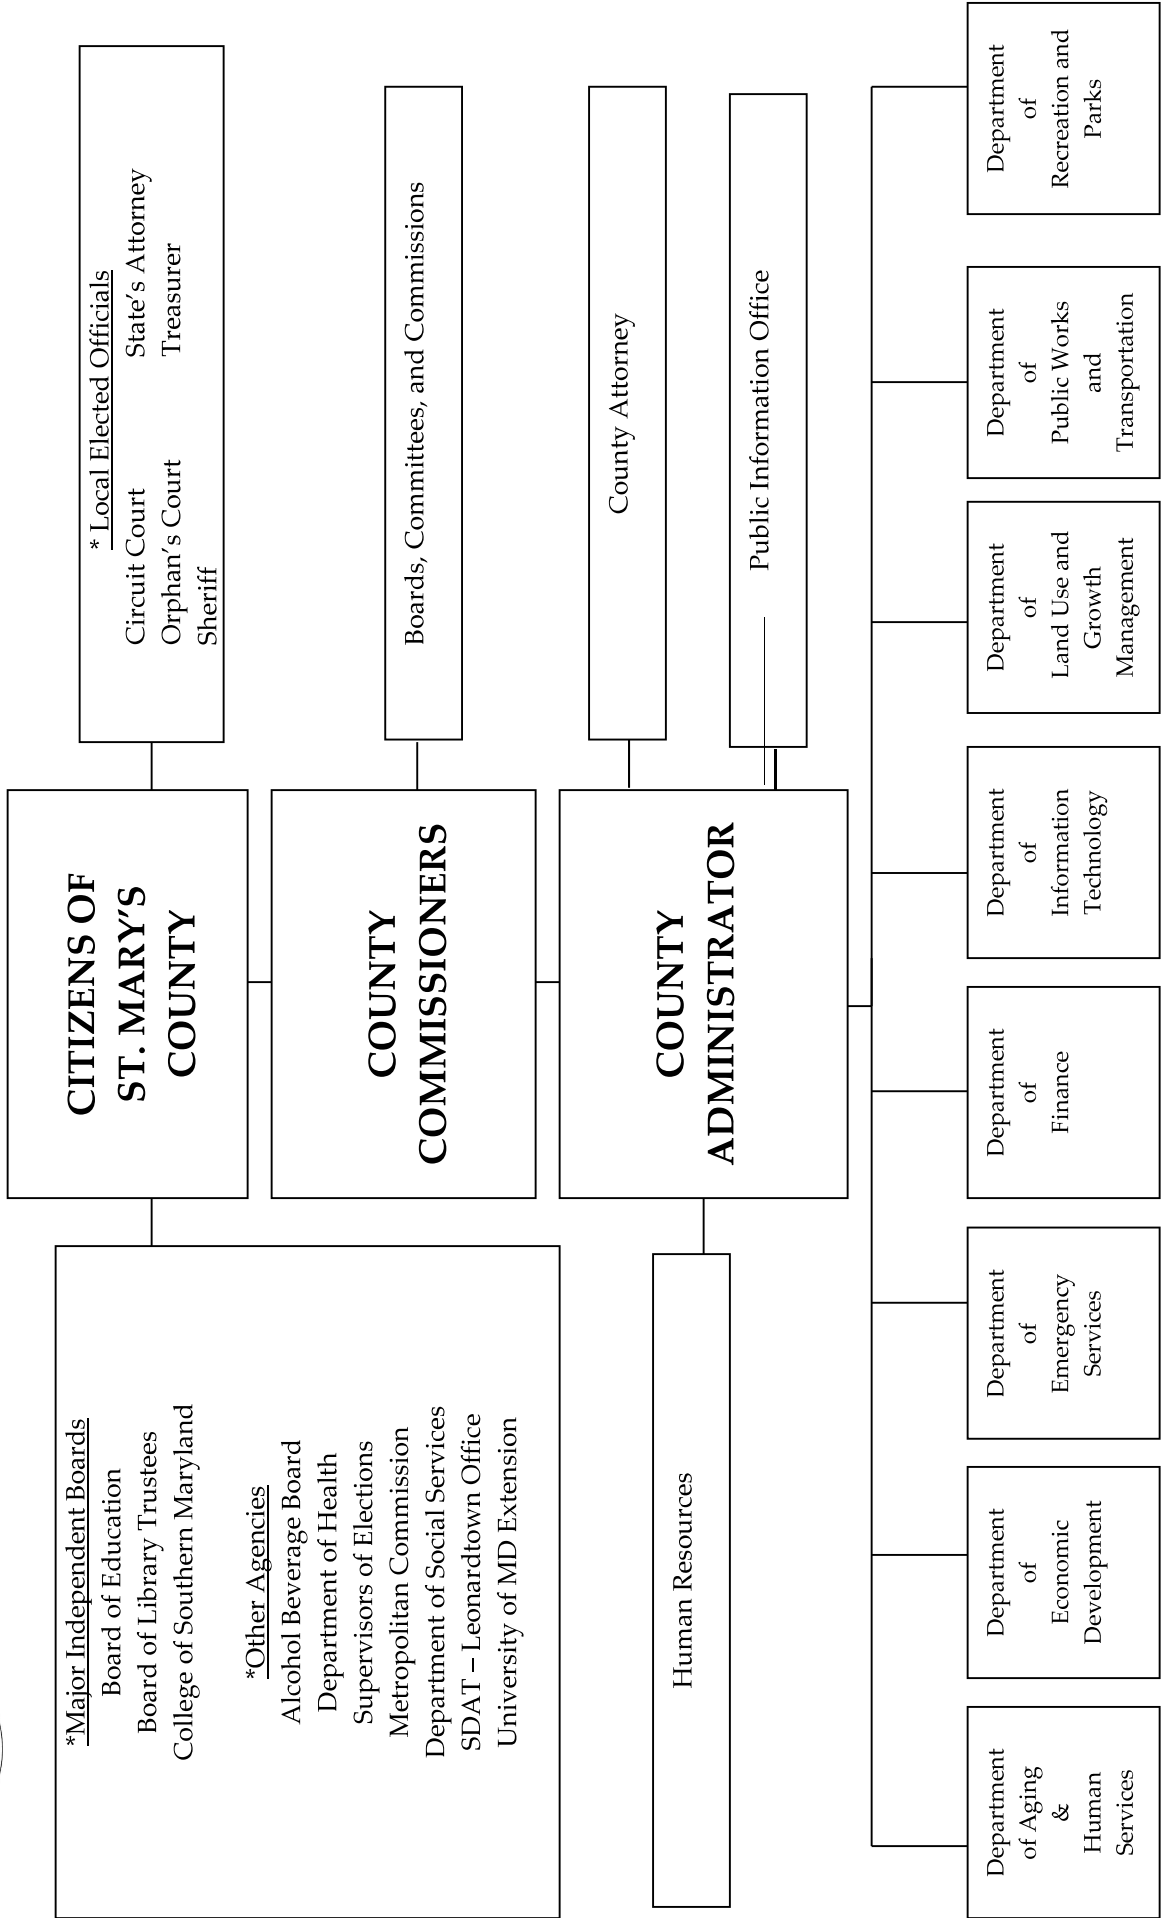 CITIZENS OF
ST. MARY'S
COUNTY
*Major Independent Boards
Board of Education
Board of Library Trustees
College of Southern Maryland
*Other Agencies
Alcohol Beverage Board
Department of Health
Supervisors of Elections
Metropolitan Commission
Department of Social Services
SDAT – Leonardtown Office
University of MD Extension
* Local Elected Officials
Circuit Court State's Attorney
Orphan's Court Treasurer
Sheriff
COUNTY
COMMISSIONERS
Boards, Committees, and Commissions
COUNTY
ADMINISTRATOR
Human Resources
County Attorney
Public Information Office
Department
of Aging
&
Human
Services
Department
of
Economic
Development
Department
of
Emergency
Services
Department
of
Finance
Department
of
Information
Technology
Department
of
Land Use and
Growth
Management
Department
of
Public Works
and
Transportation
Department
of
Recreation and
Parks